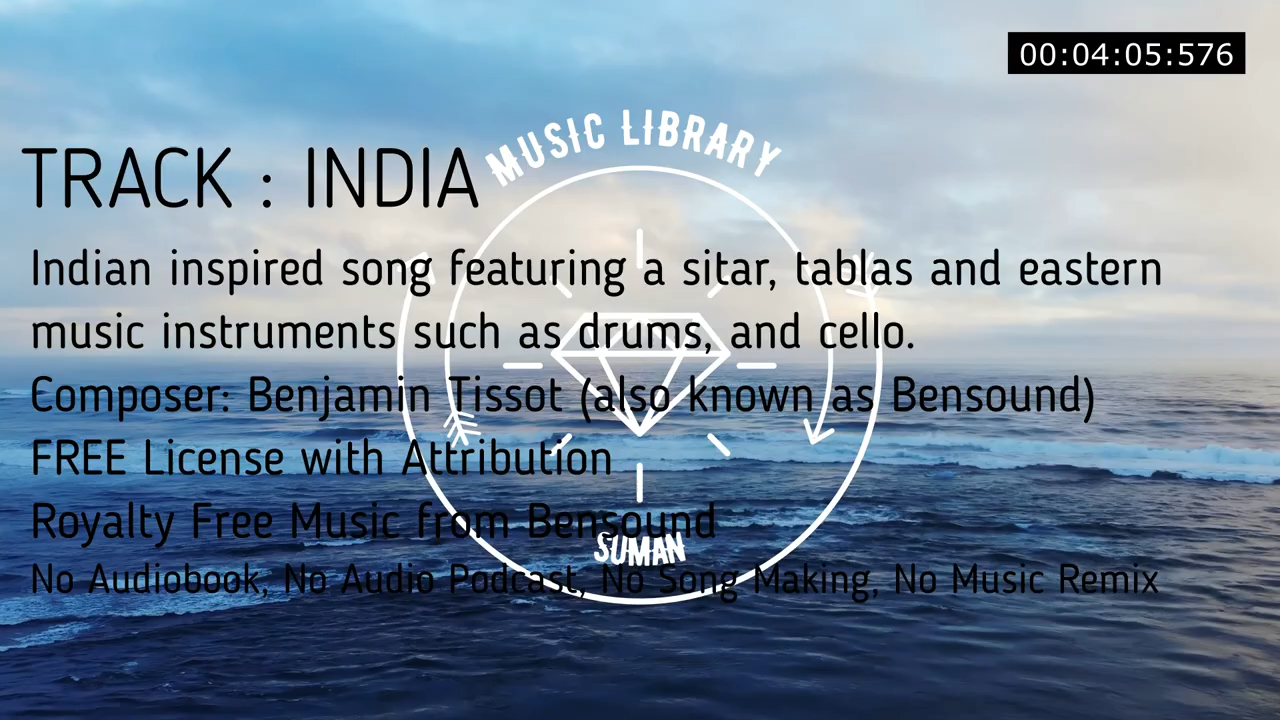 00:04:05:576
MUSIC LIBRARY
TRACK : INDIA
Indian inspired song featuring a sitar, tablas and eastern
music instruments such as drums, and cello.
Composer: Benjamin Tissot (also known as Bensound)
FREE License with Attribution
Royalty Free Music from Bensound
SUMAN
No Audiobook, No Audio Podcast, No Song Making, No Music Remix